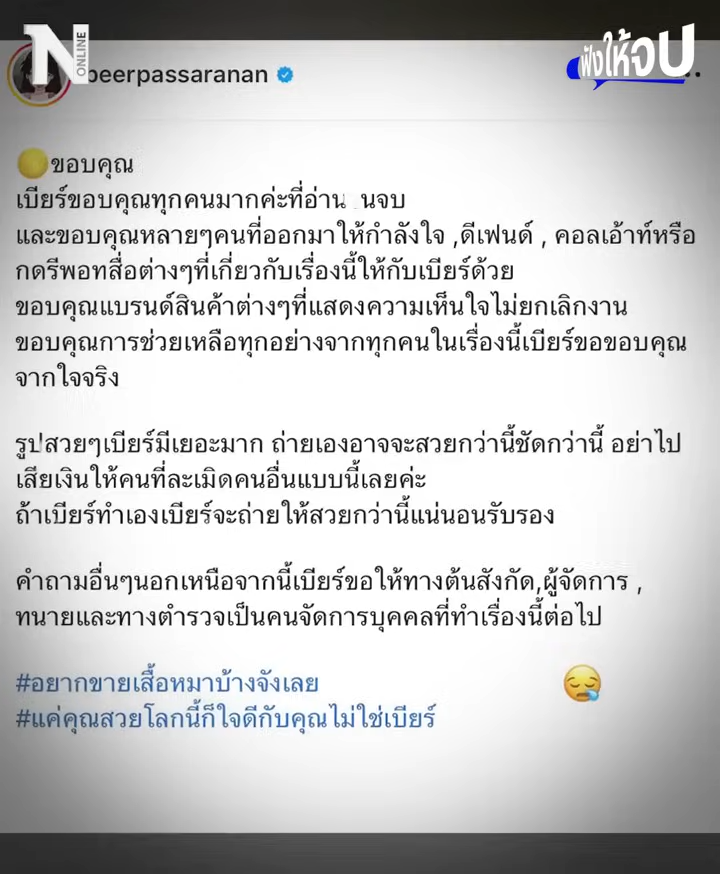 N ONLINE
ฟังให้จบ
beerpassaranan
🟡ขอบคุณ
เบียร์ขอบคุณทุกคนมากค่ะที่อ่าน นจบ
และขอบคุณหลายๆคนที่ออกมาให้กำลังใจ ,ดีเฟนด์ , คอลเอ้าท์หรือ
กดรีพอทสื่อต่างๆที่เกี่ยวกับเรื่องนี้ให้กับเบียร์ด้วย
ขอบคุณแบรนด์สินค้าต่างๆที่แสดงความเห็นใจไม่ยกเลิกงาน
ขอบคุณการช่วยเหลือทุกอย่างจากทุกคนในเรื่องนี้เบียร์ขอขอบคุณ
จากใจจริง
รูปสวยๆเบียร์มีเยอะมาก ถ่ายเองอาจจะสวยกว่านี้ชัดกว่านี้ อย่าไป
เสียเงินให้คนที่ละเมิดคนอื่นแบบนี้เลยค่ะ
ถ้าเบียร์ทำเองเบียร์จะถ่ายให้สวยกว่านี้แน่นอนรับรอง
คำถามอื่นๆนอกเหนือจากนี้เบียร์ขอให้ทางต้นสังกัด,ผู้จัดการ ,
ทนายและทางตำรวจเป็นคนจัดการบุคคลที่ทำเรื่องนี้ต่อไป
#อยากขายเสื้อหมาบ้างจังเลย 😪
#แค่คุณสวยโลกนี้ก็ใจดีกับคุณไม่ใช่เบียร์